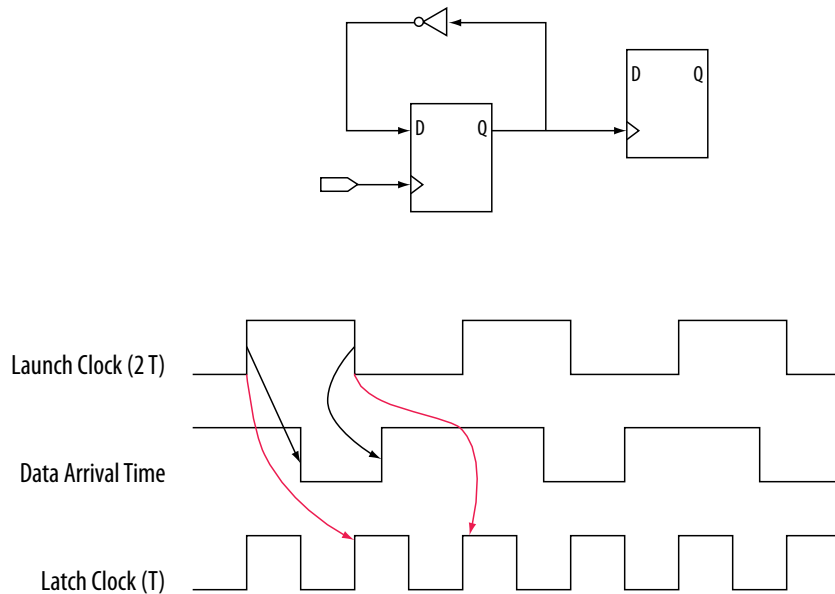 D Q
D Q
Launch Clock (2 T)
Data Arrival Time
Latch Clock (T)